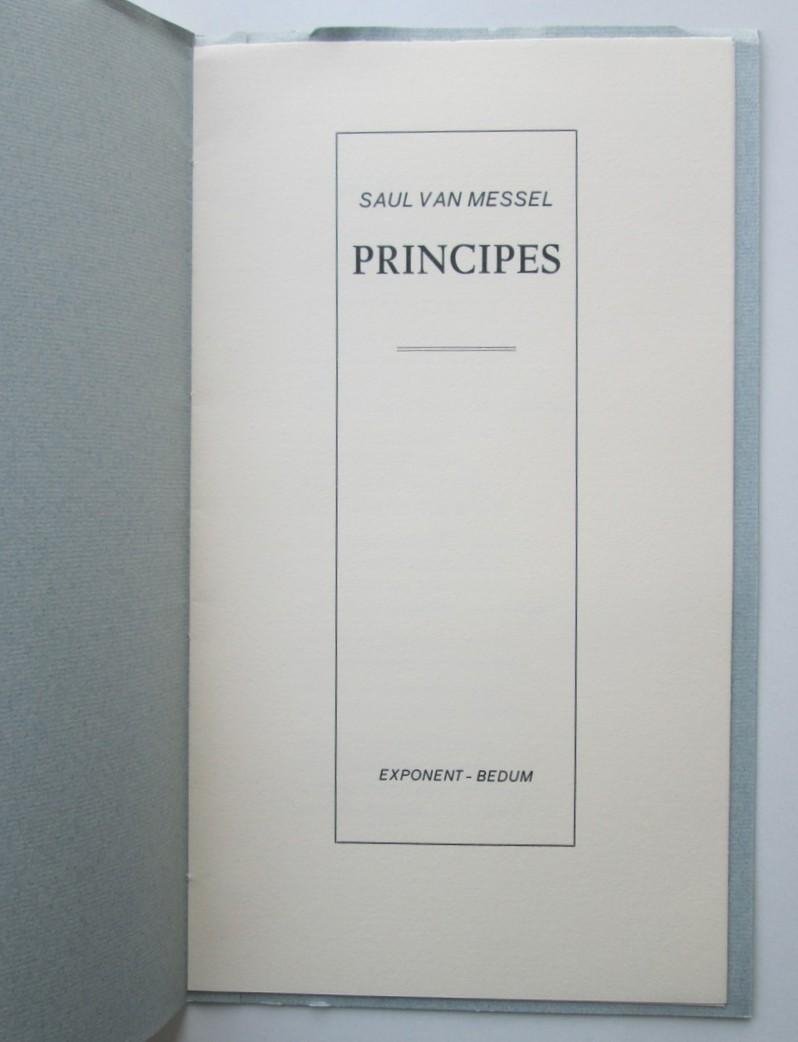 SAUL VAN MESSEL
PRINCIPES
EXPONENT - BEDUM